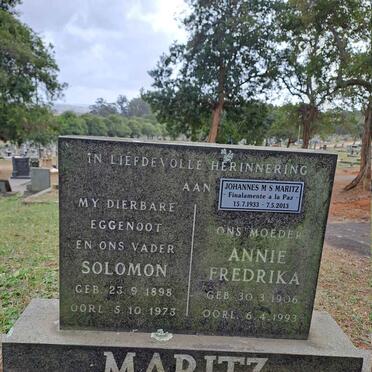 IN LIEFDEVOLLE HERINNERING
AAN
MY DIERBARE
EGGENOOT
EN ONS VADER
SOLOMON
GEB. 23.9.1898
OORL. 5.10.1973
JOHANNES M S MARITZ
Finalamente a la Paz
15.7.1933 - 7.5.2013
ONS MOEDER
ANNIE
FREDRIKA
GEB. 30.3.1906
OORL. 6.4.1993
MARITZ